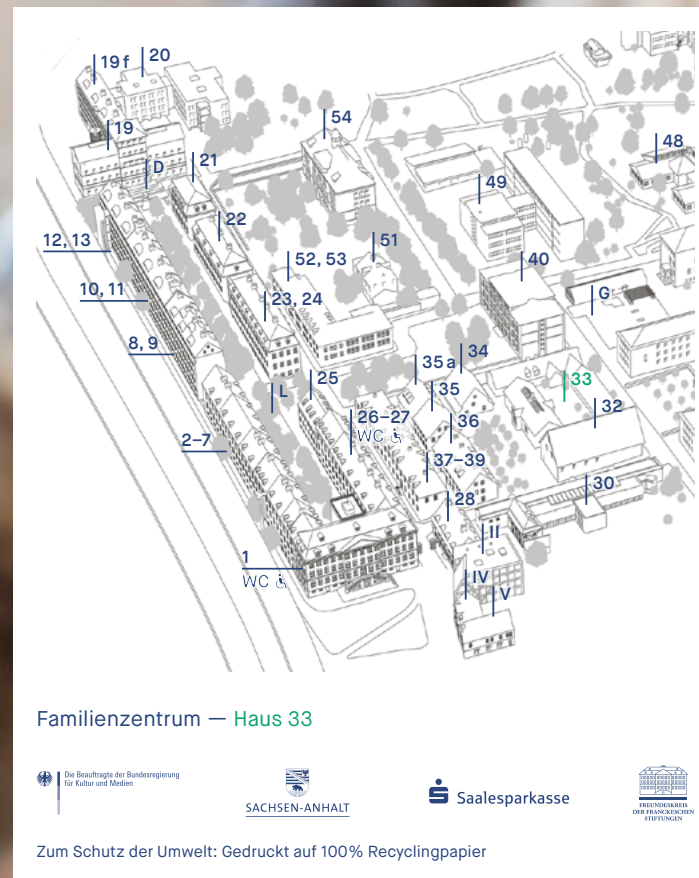 19 f
20
54
19
48
D
21
49
22
51
12, 13
52, 53
40
10, 11
G
23, 24
8, 9
34
35 a
33
25
L
35
32
26–27
WC
36
2–7
37–39
30
28
II
1
WC
IV
V
Familienzentrum — Haus 33
Die Beauftragte der Bundesregierung
für Kultur und Medien
SACHSEN-ANHALT
Saalesparkasse
FREUNDESKREIS
DER FRANCKESCHEN
STIFTUNGEN
Zum Schutz der Umwelt: Gedruckt auf 100% Recyclingpapier